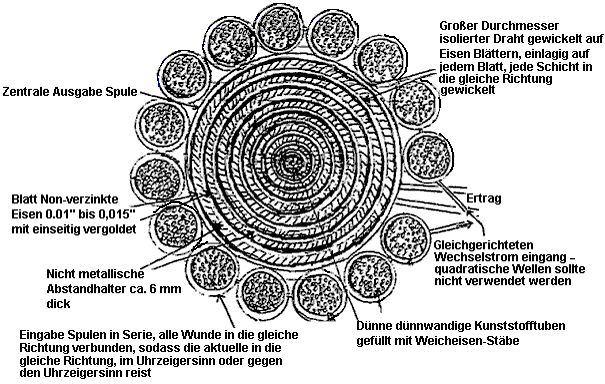 Großer Durchmesser
isolierter Draht gewickelt auf
Eisen Blättern, einlagig auf
jedem Blatt, jede Schicht in
die gleiche Richtung
gewickelt
Zentrale Ausgabe Spule
Blatt Non-verzinkte
Eisen 0.01" bis 0,015"
mit einseitig vergoldet
Ertrag
Gleichgerichteten
Wechselstrom eingang –
quadratische Wellen sollte
nicht verwendet werden
Nicht metallische
Abstandhalter ca. 6 mm
dick
Dünne dünnwandige Kunststofftuben
gefüllt mit Weicheisen-Stäbe
Eingabe Spulen in Serie, alle Wunde in die gleiche
Richtung verbunden, sodass die aktuelle in die
gleiche Richtung, im Uhrzeigersinn oder gegen
den Uhrzeigersinn reist